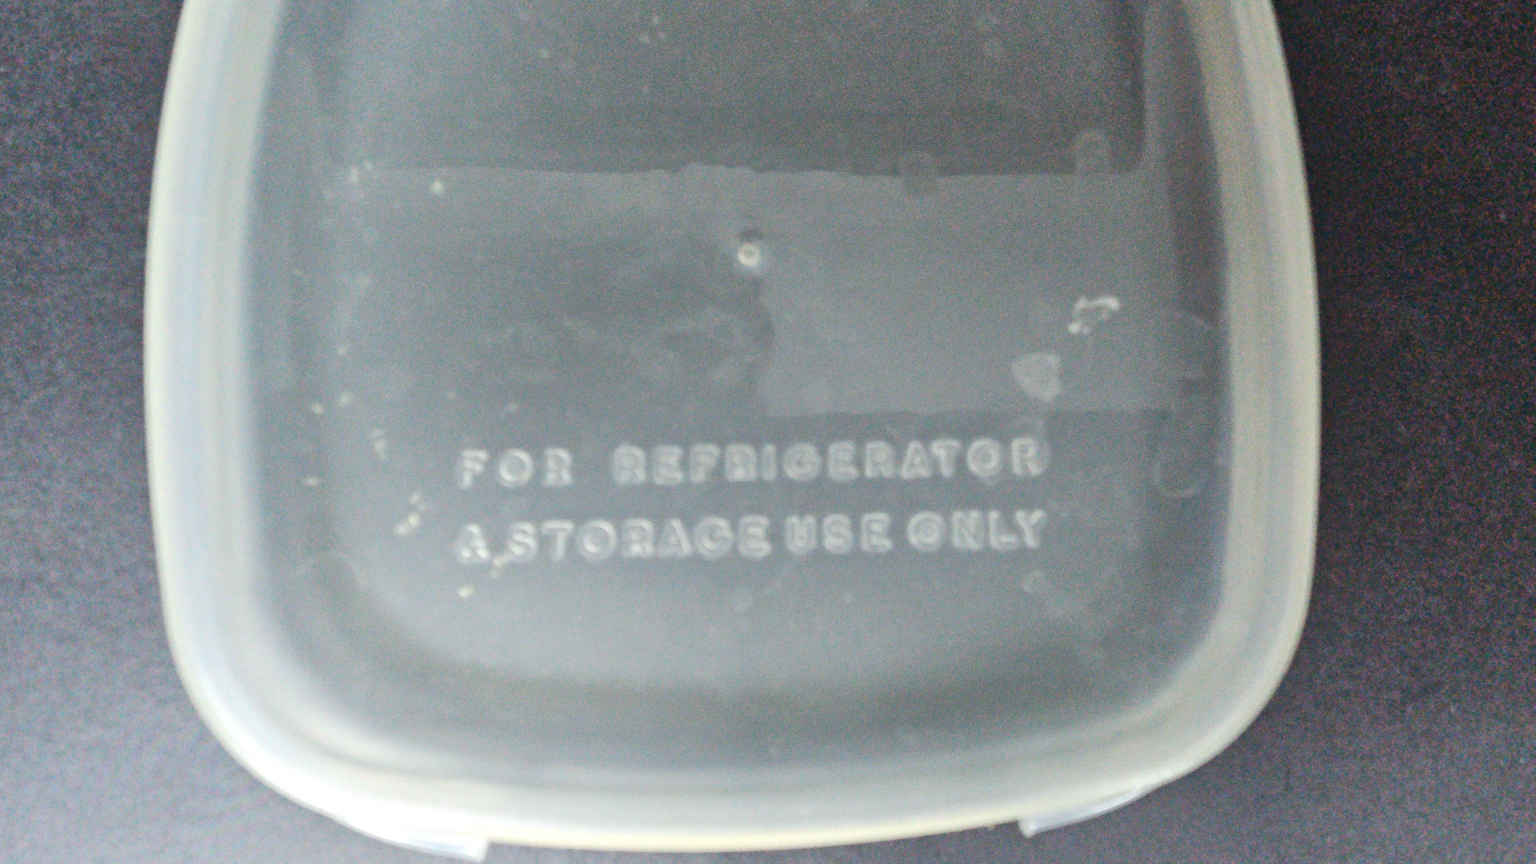 FOR REFRIGERATOR
& STORAGE USE ONLY